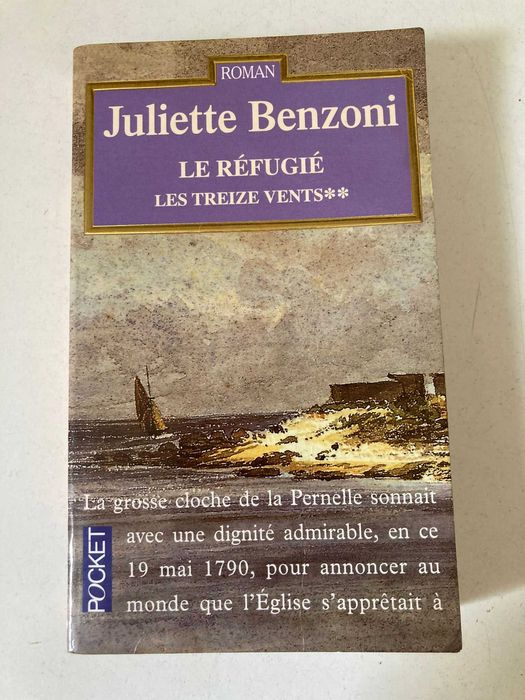 ROMAN
Juliette Benzoni
LE RÉFUGIÉ
LES TREIZE VENTS**
La grosse cloche de la Pernelle sonnait
avec une dignité admirable, en ce
19 mai 1790, pour annoncer au
monde que l'Église s'apprêtait à
POCKET